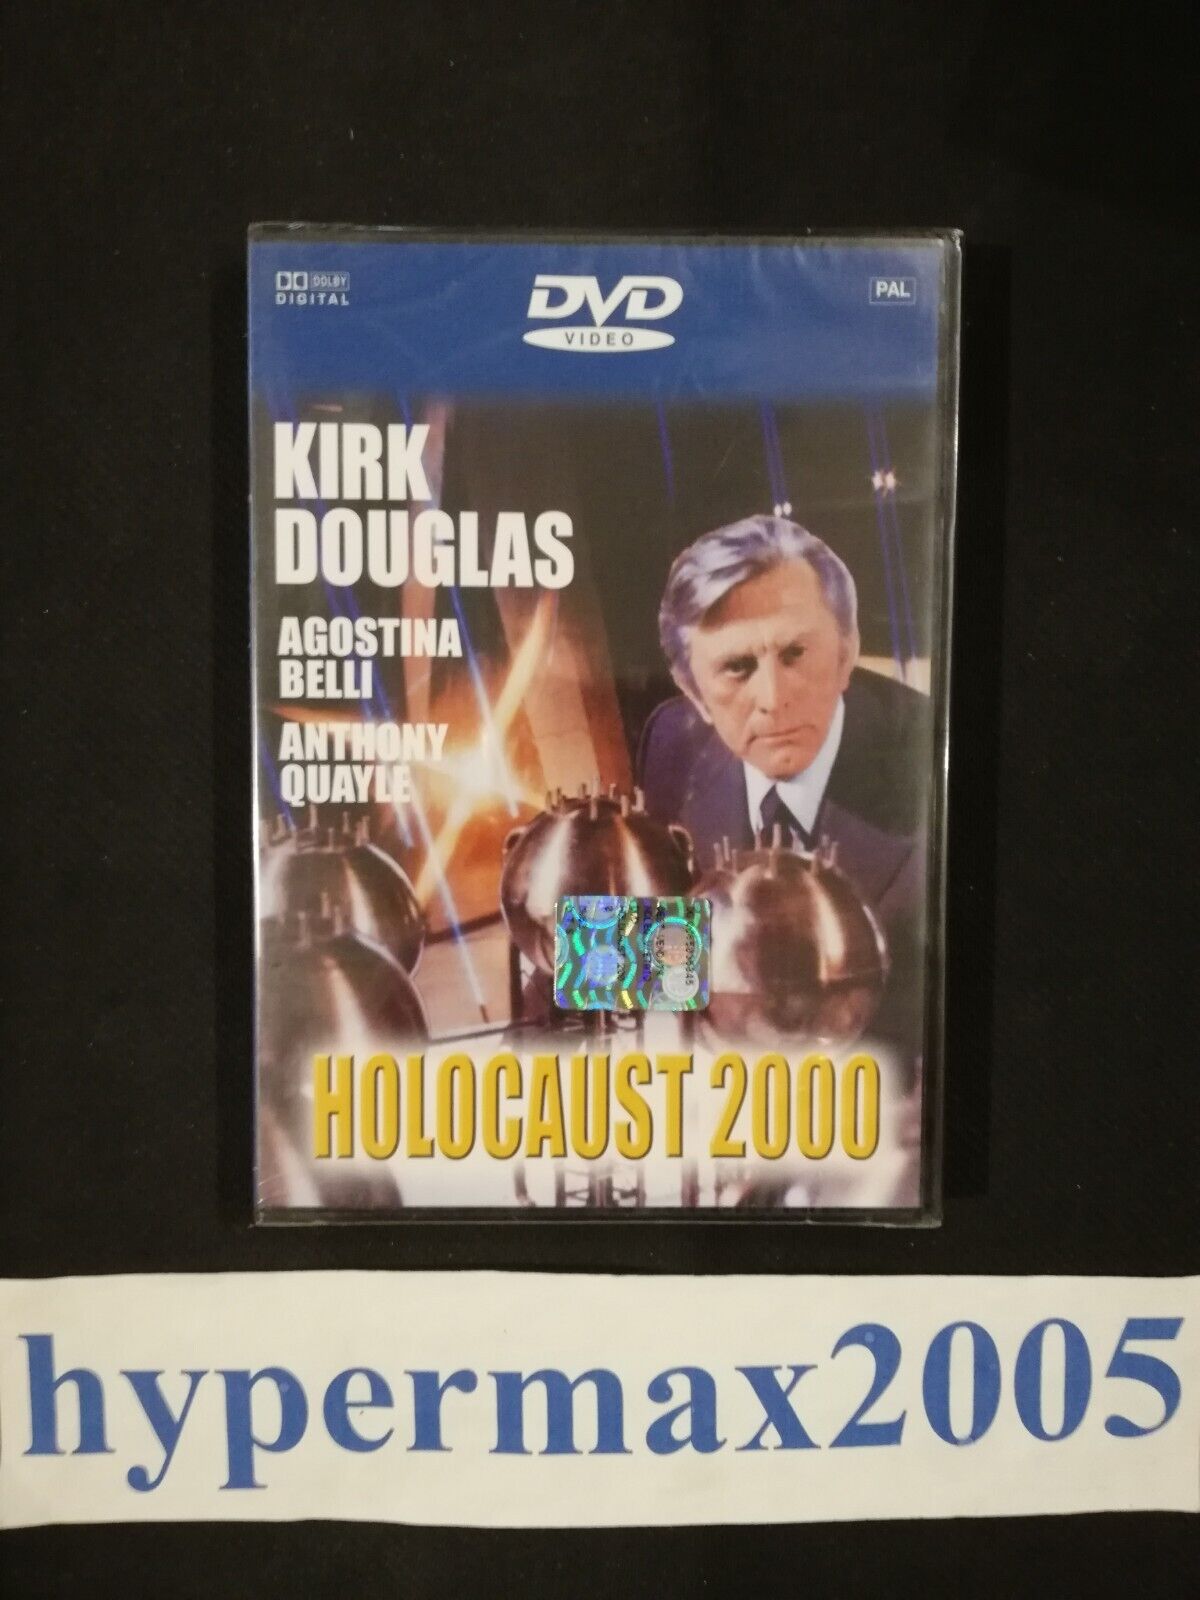 DOLBY
DIGITAL
DVD
VIDEO
PAL
KIRK
DOUGLAS
AGOSTINA
BELLI
ANTHONY
QUAYLE
HOLOCAUST 2000
hypermax2005